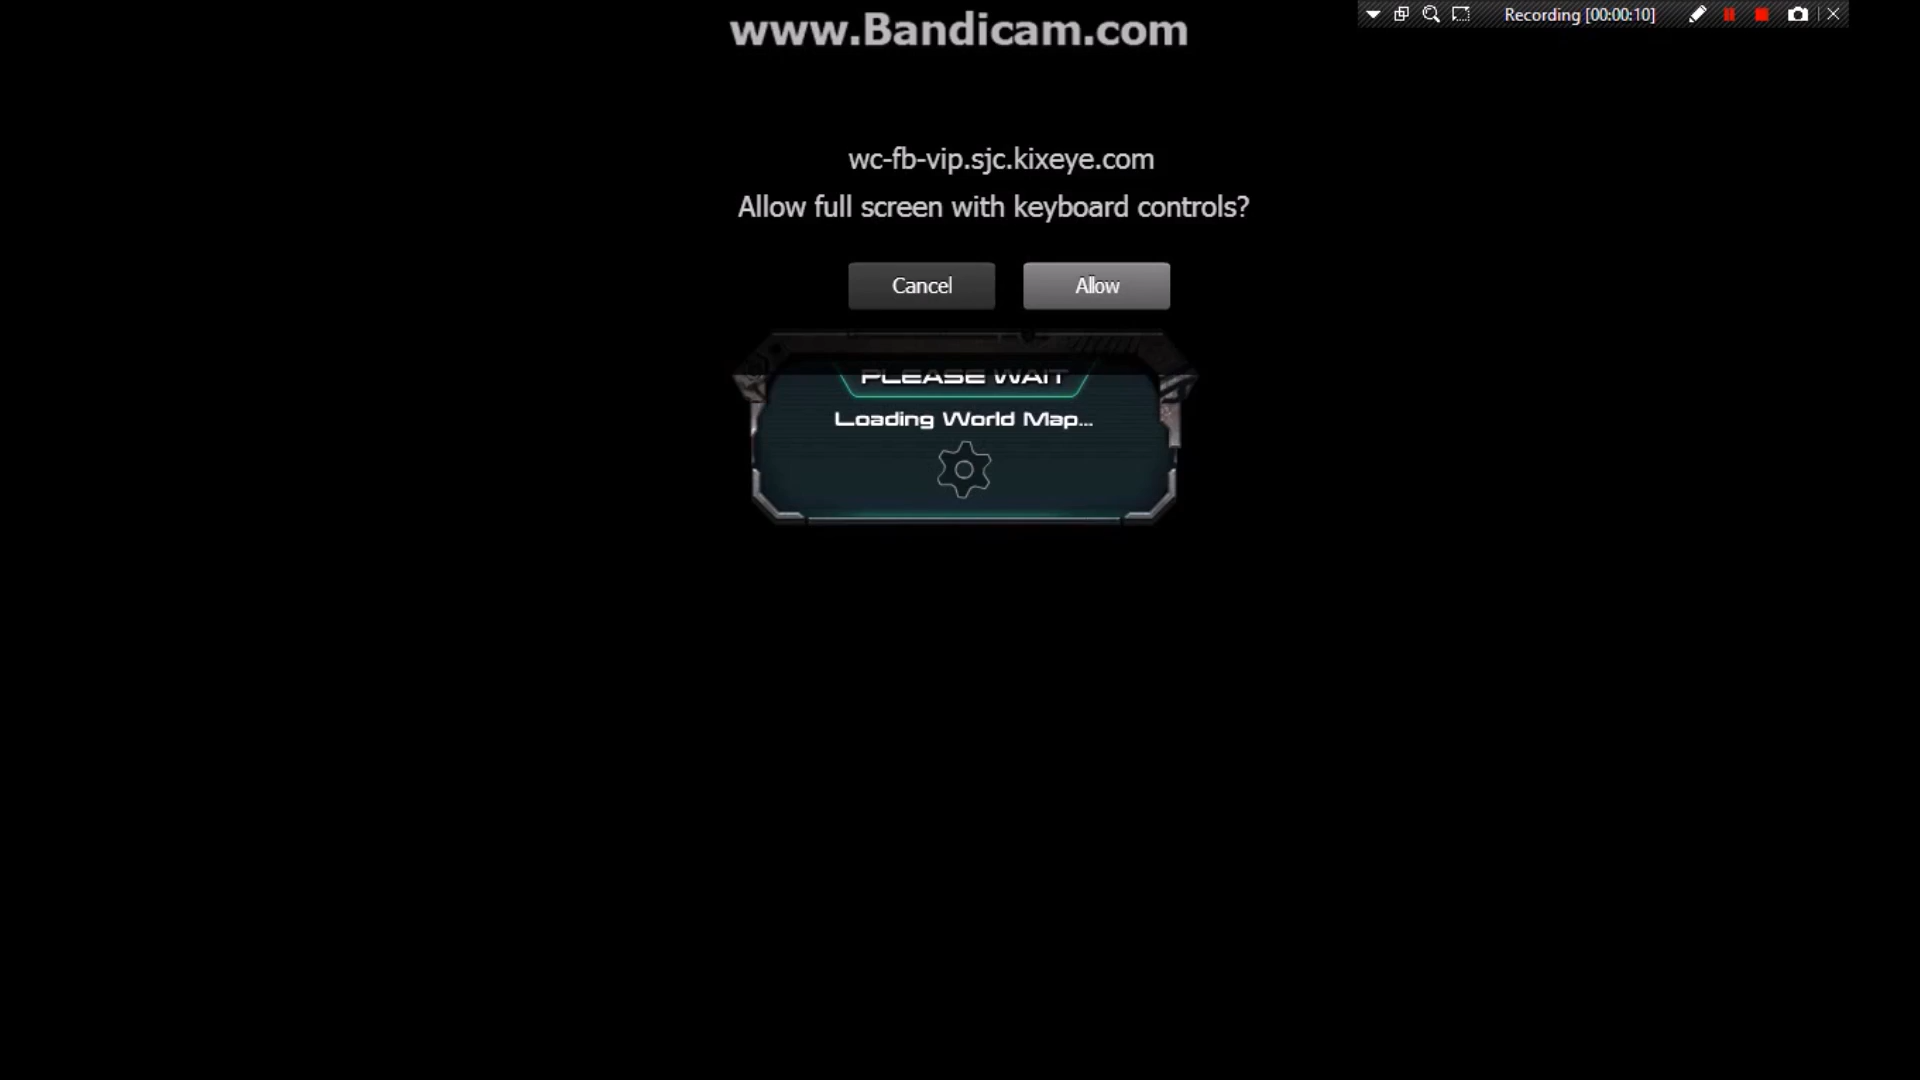 www.Bandicam.com
Recording [00:00:10]
wc-fb-vip.sjc.kixeye.com
Allow full screen with keyboard controls?
Cancel
Allow
PLEASE WAIT
Loading World Map...